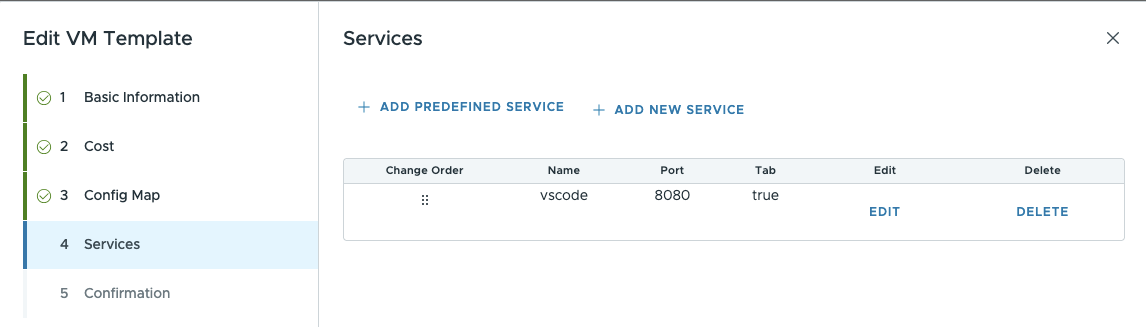 Edit VM Template
1 Basic Information
2 Cost
3 Config Map
4 Services
5 Confirmation
Services
ADD PREDEFINED SERVICE
ADD NEW SERVICE
Change Order Name Port Tab Edit Delete
vscode 8080 true EDIT DELETE